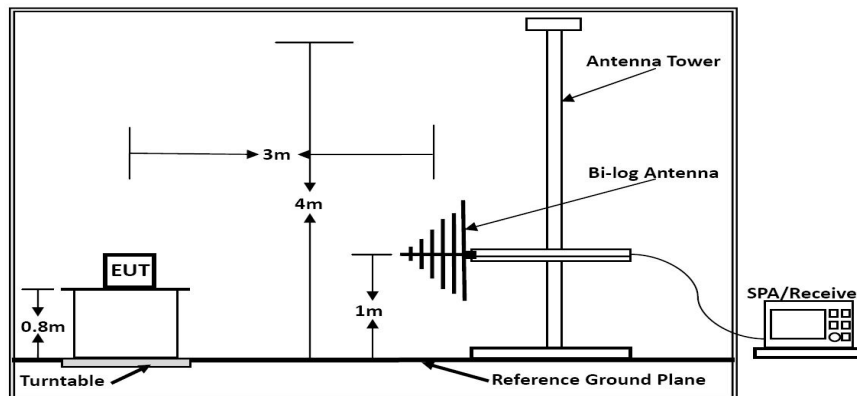 Antenna Tower
3m
Bi-log Antenna
4m
EUT
1m
0.8m
SPA/Receive
Turntable
Reference Ground Plane